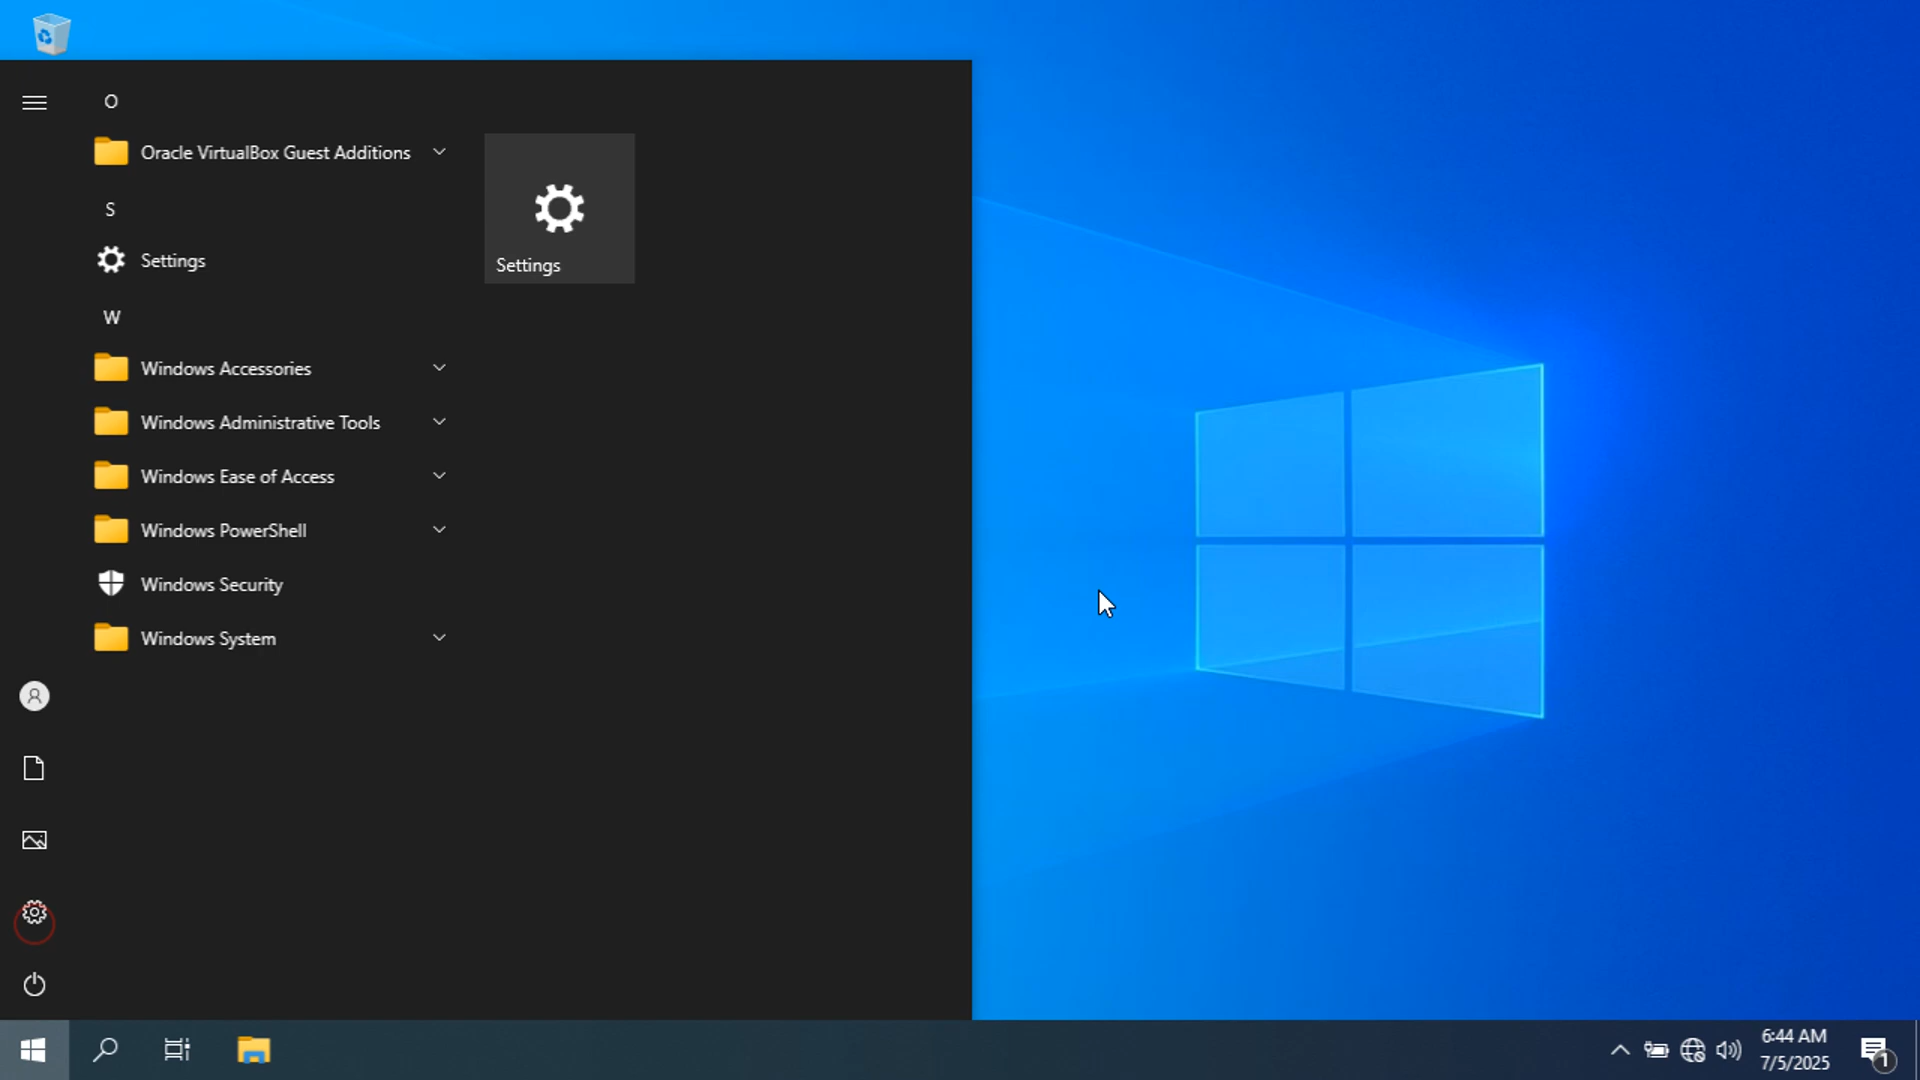 O
Oracle VirtualBox Guest Additions
S
Settings
W
Windows Accessories
Windows Administrative Tools
Windows Ease of Access
Windows PowerShell
Windows Security
Windows System
Settings
6:44 AM
7/5/2025
1